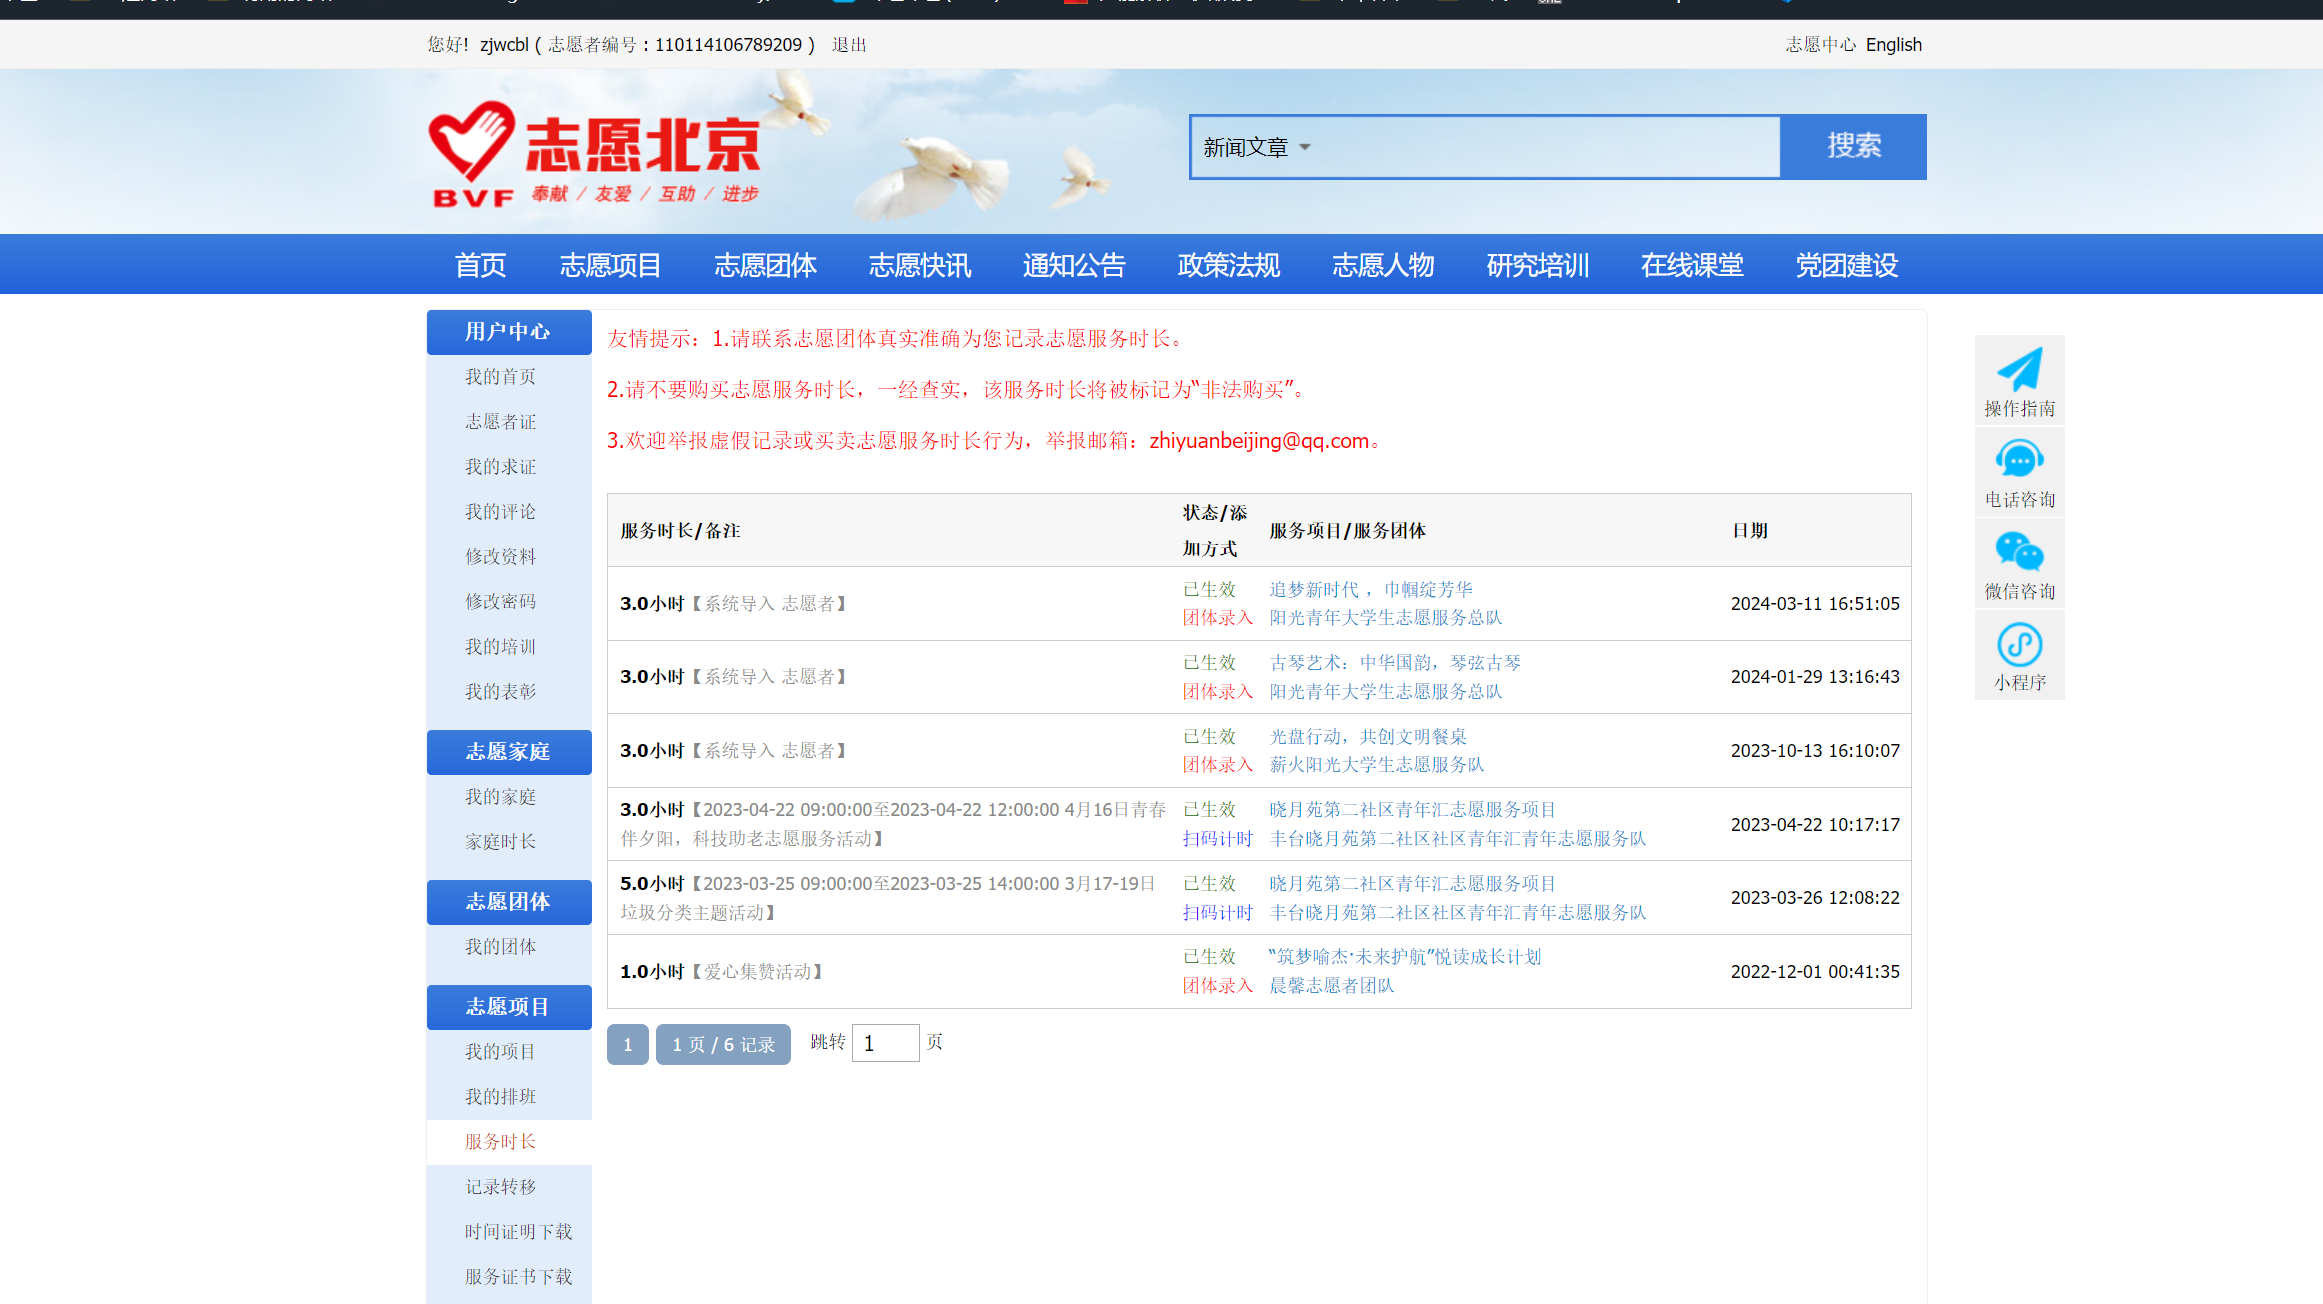 您好! zjwcbl ( 志愿者编号：110114106789209 ) 退出
志愿中心 English
志愿北京
BVF 奉献 / 友爱 / 互助 / 进步
新闻文章
搜索
首页 志愿项目 志愿团体 志愿快讯 通知公告 政策法规 志愿人物 研究培训 在线课堂 党团建设
用户中心
我的首页
志愿者证
我的求证
我的评论
修改资料
修改密码
我的培训
我的表彰
志愿家庭
我的家庭
家庭时长
志愿团体
我的团体
志愿项目
我的项目
我的排班
服务时长
记录转移
时间证明下载
服务证书下载
友情提示：1.请联系志愿团体真实准确为您记录志愿服务时长。
2.请不要购买志愿服务时长，一经查实，该服务时长将被标记为“非法购买”。
3.欢迎举报虚假记录或买卖志愿服务时长行为，举报邮箱：zhiyuanbeijing@qq.com。
服务时长/备注
状态/添
加方式
服务项目/服务团体
日期
3.0小时【系统导入 志愿者】
已生效
团体录入
追梦新时代 ，巾帼绽芳华
阳光青年大学生志愿服务总队
2024-03-11 16:51:05
3.0小时【系统导入 志愿者】
已生效
团体录入
古琴艺术：中华国韵，琴弦古琴
阳光青年大学生志愿服务总队
2024-01-29 13:16:43
3.0小时【系统导入 志愿者】
已生效
团体录入
光盘行动，共创文明餐桌
薪火阳光大学生志愿服务队
2023-10-13 16:10:07
3.0小时【2023-04-22 09:00:00至2023-04-22 12:00:00 4月16日青春
伴夕阳，科技助老志愿服务活动】
已生效
扫码计时
晓月苑第二社区青年汇志愿服务项目
丰台晓月苑第二社区社区青年汇青年志愿服务队
2023-04-22 10:17:17
5.0小时【2023-03-25 09:00:00至2023-03-25 14:00:00 3月17-19日
垃圾分类主题活动】
已生效
扫码计时
晓月苑第二社区青年汇志愿服务项目
丰台晓月苑第二社区社区青年汇青年志愿服务队
2023-03-26 12:08:22
1.0小时【爱心集赞活动】
已生效
团体录入
“筑梦喻杰·未来护航”悦读成长计划
晨馨志愿者团队
2022-12-01 00:41:35
1 1 页 / 6 记录 跳转 1 页
操作指南
电话咨询
微信咨询
小程序